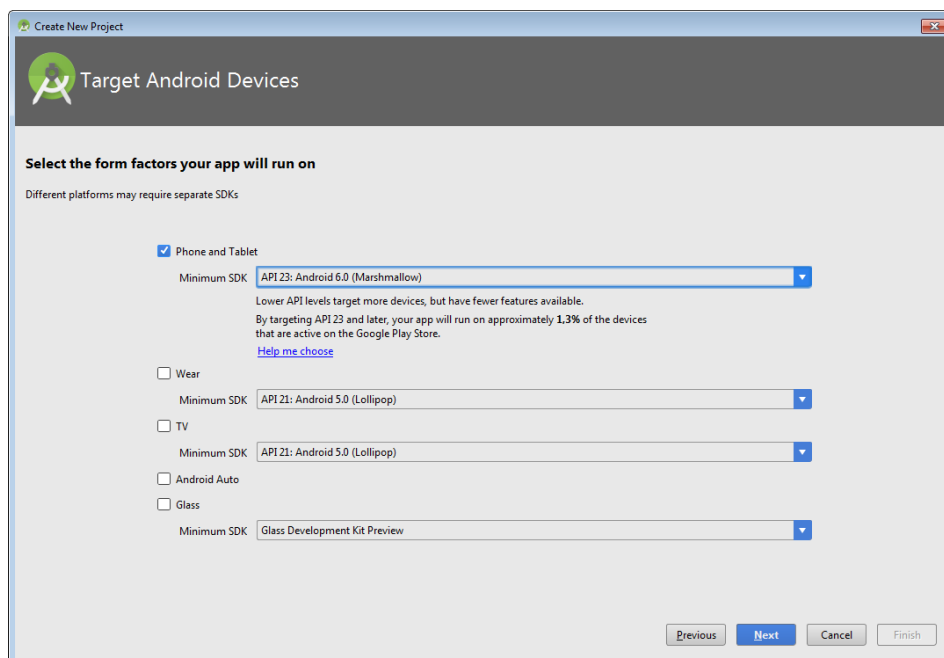 Create New Project
Target Android Devices
Select the form factors your app will run on
Different platforms may require separate SDKs
Phone and Tablet
Minimum SDK API 23: Android 6.0 (Marshmallow)
Lower API levels target more devices, but have fewer features available.
By targeting API 23 and later, your app will run on approximately 1,3% of the devices
that are active on the Google Play Store.
Help me choose
Wear
Minimum SDK API 21: Android 5.0 (Lollipop)
TV
Minimum SDK API 21: Android 5.0 (Lollipop)
Android Auto
Glass
Minimum SDK Glass Development Kit Preview
Previous Next Cancel Finish